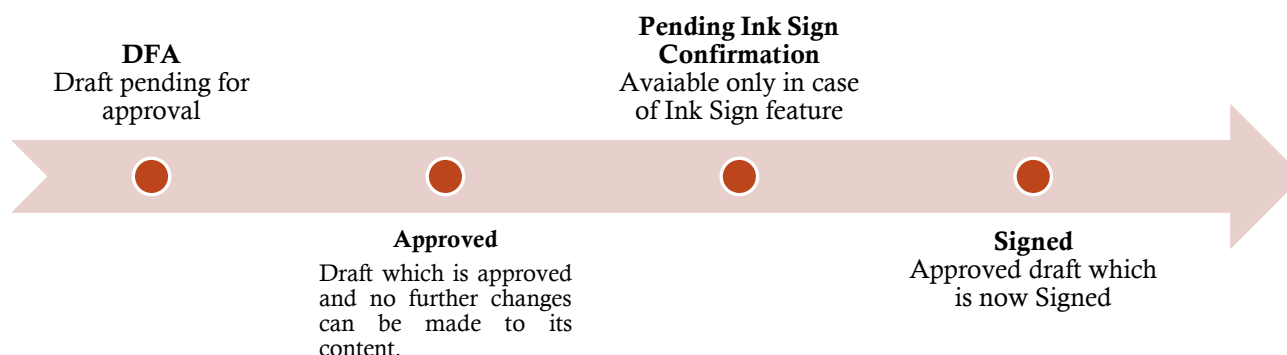 DFA
Draft pending for
approval
Approved
Draft which is approved
and no further changes
can be made to its
content.
Pending Ink Sign
Confirmation
Avaiable only in case
of Ink Sign feature
Signed
Approved draft which
is now Signed